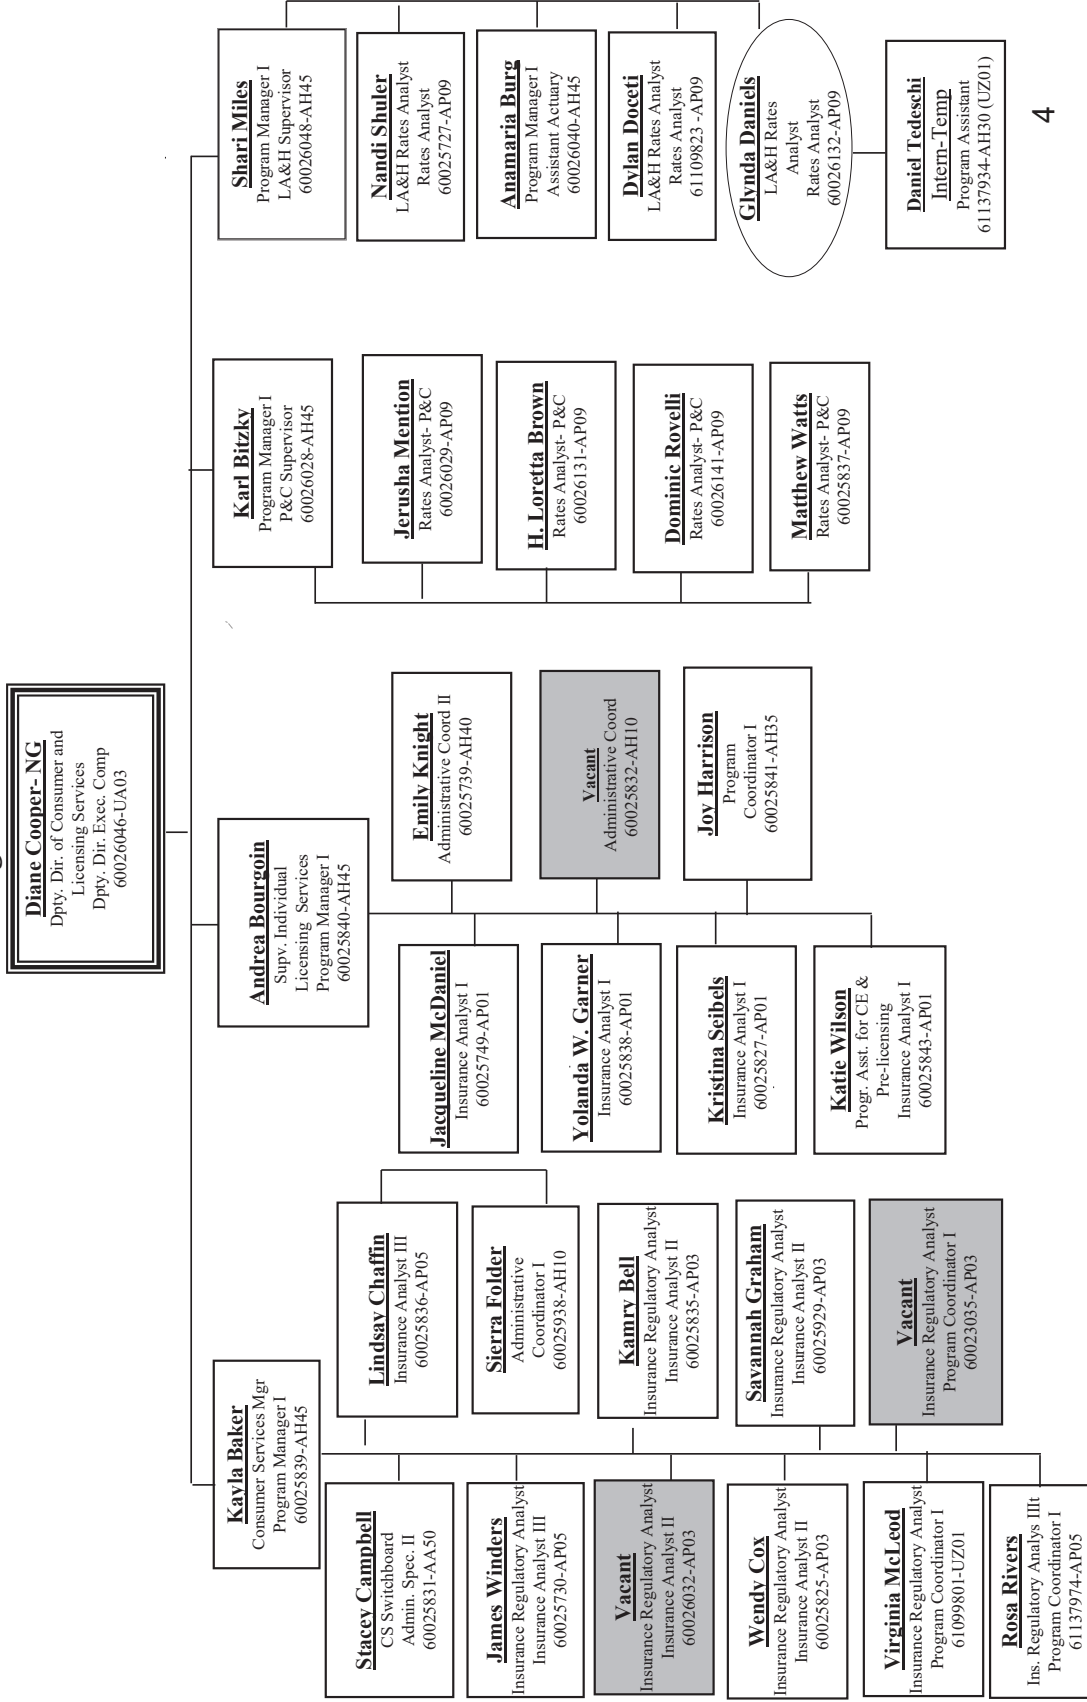 Diane Cooper- NG
Dpty. Dir. of Consumer and
Licensing Services
Dpty. Dir. Exec. Comp
60026046-UA03
Kayla Baker
Consumer Services Mgr
Program Manager I
60025839-AH45
Stacey Campbell
CS Switchboard
Admin. Spec. II
60025831-AA50
James Winders
Insurance Regulatory Analyst
Insurance Analyst III
60025730-AP05
Vacant
Insurance Regulatory Analyst
Insurance Analyst II
60026032-AP03
Wendy Cox
Insurance Regulatory Analyst
Insurance Analyst II
60025825-AP03
Virginia McLeod
Insurance Regulatory Analyst
Program Coordinator I
61099801-UZ01
Rosa Rivers
Ins. Regulatory Analys IIIt
Program Coordinator I
61137974-AP05
Lindsay Chaffin
Insurance Analyst III
60025836-AP05
Sierra Folder
Administrative
Coordinator I
60025938-AH10
Kamry Bell
Insurance Regulatory Analyst
Insurance Analyst II
60025835-AP03
Savannah Graham
Insurance Regulatory Analyst
Insurance Analyst II
60025929-AP03
Vacant
Insurance Regulatory Analyst
Program Coordinator I
60023035-AP03
Andrea Bourgoin
Supv. Individual
Licensing Services
Program Manager I
60025840-AH45
Jacqueline McDaniel
Insurance Analyst I
60025749-AP01
Yolanda W. Garner
Insurance Analyst I
60025838-AP01
Kristina Seibels
Insurance Analyst I
60025827-AP01
Katie Wilson
Progr. Asst. for CE &
Pre-licensing
Insurance Analyst I
60025843-AP01
Emily Knight
Administrative Coord II
60025739-AH40
Vacant
Administrative Coord
60025832-AH10
Joy Harrison
Program
Coordinator I
60025841-AH35
Karl Bitzky
Program Manager I
P&C Supervisor
60026028-AH45
Jerusha Mention
Rates Analyst- P&C
60026029-AP09
H. Loretta Brown
Rates Analyst- P&C
60026131-AP09
Dominic Rovelli
Rates Analyst- P&C
60026141-AP09
Matthew Watts
Rates Analyst- P&C
60025837-AP09
Shari Miles
Program Manager I
LA&H Supervisor
60026048-AH45
Nandi Shuler
LA&H Rates Analyst
Rates Analyst
60025727-AP09
Anamaria Burg
Program Manager I
Assistant Actuary
60026040-AH45
Dylan Doceti
LA&H Rates Analyst
Rates Analyst
61109823 -AP09
Glynda Daniels
LA&H Rates
Analyst
Rates Analyst
60026132-AP09
Daniel Tedeschi
Intern-Temp
Program Assistant
61137934-AH30 (UZ01)
4